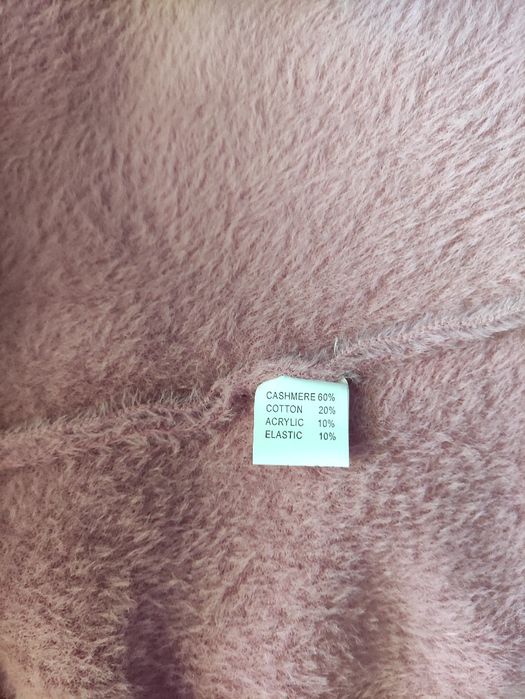 CASHMERE 60%
COTTON 20%
ACRYLIC 10%
ELASTIC 10%